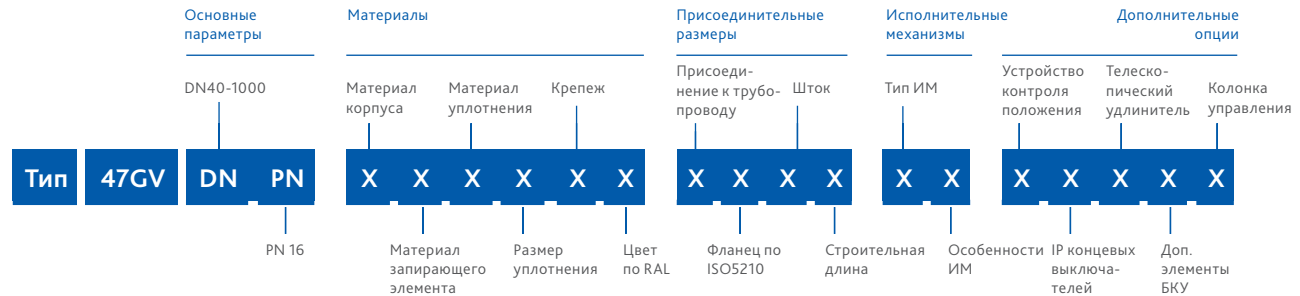 Основные
параметры
Материалы
Присоединительные
размеры
Исполнительные
механизмы
Дополнительные
опции
DN40-1000
Материал
корпуса
Материал
уплотнения
Крепеж
Присоеди-
нение к трубо-
проводу
Шток
Тип ИМ
Устройство
контроля
положения
Телеско-
пический
удлинитель
Колонка
управления
Тип 47GV DN PN X X X X X X X X X X X X X X X X X
PN 16
Материал
запирающего
элемента
Размер
уплотнения
Цвет
по RAL
Фланец по
ISO5210
Строительная
длина
Особенности
ИМ
IP концевых
выключа-
телей
Доп.
элементы
БКУ